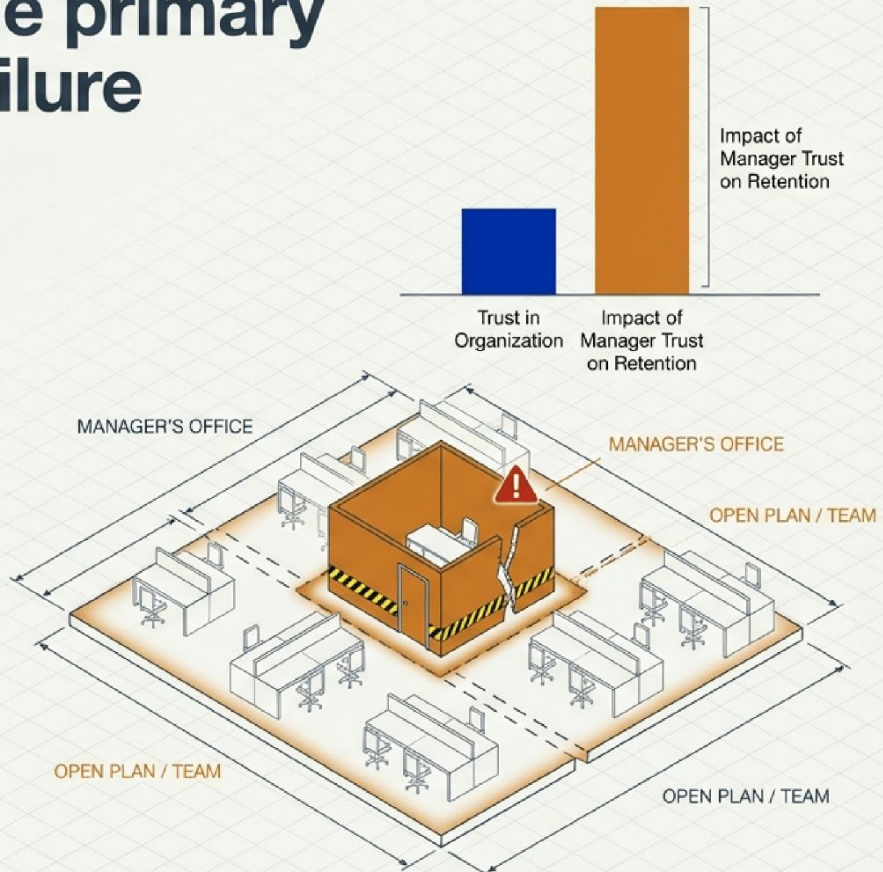 e primary
ilure
Impact of
Manager Trust
on Retention
Trust in
Organization
Impact of
Manager Trust
on Retention
MANAGER'S OFFICE
MANAGER'S OFFICE
OPEN PLAN / TEAM
OPEN PLAN / TEAM
OPEN PLAN / TEAM